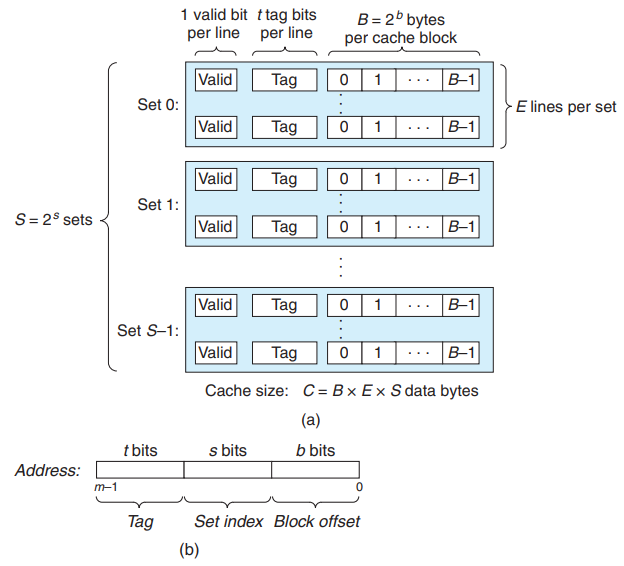 1 valid bit per line
t tag bits per line
B = 2^b bytes per cache block
Valid Tag 0 1 · · · B–1
Set 0:
Valid Tag 0 1 · · · B–1
E lines per set
Valid Tag 0 1 · · · B–1
Set 1:
Valid Tag 0 1 · · · B–1
S = 2^s sets
Valid Tag 0 1 · · · B–1
Set S–1:
Valid Tag 0 1 · · · B–1
Cache size: C = B × E × S data bytes
(a)
t bits s bits b bits
Address:
m–1 0
Tag Set index Block offset
(b)